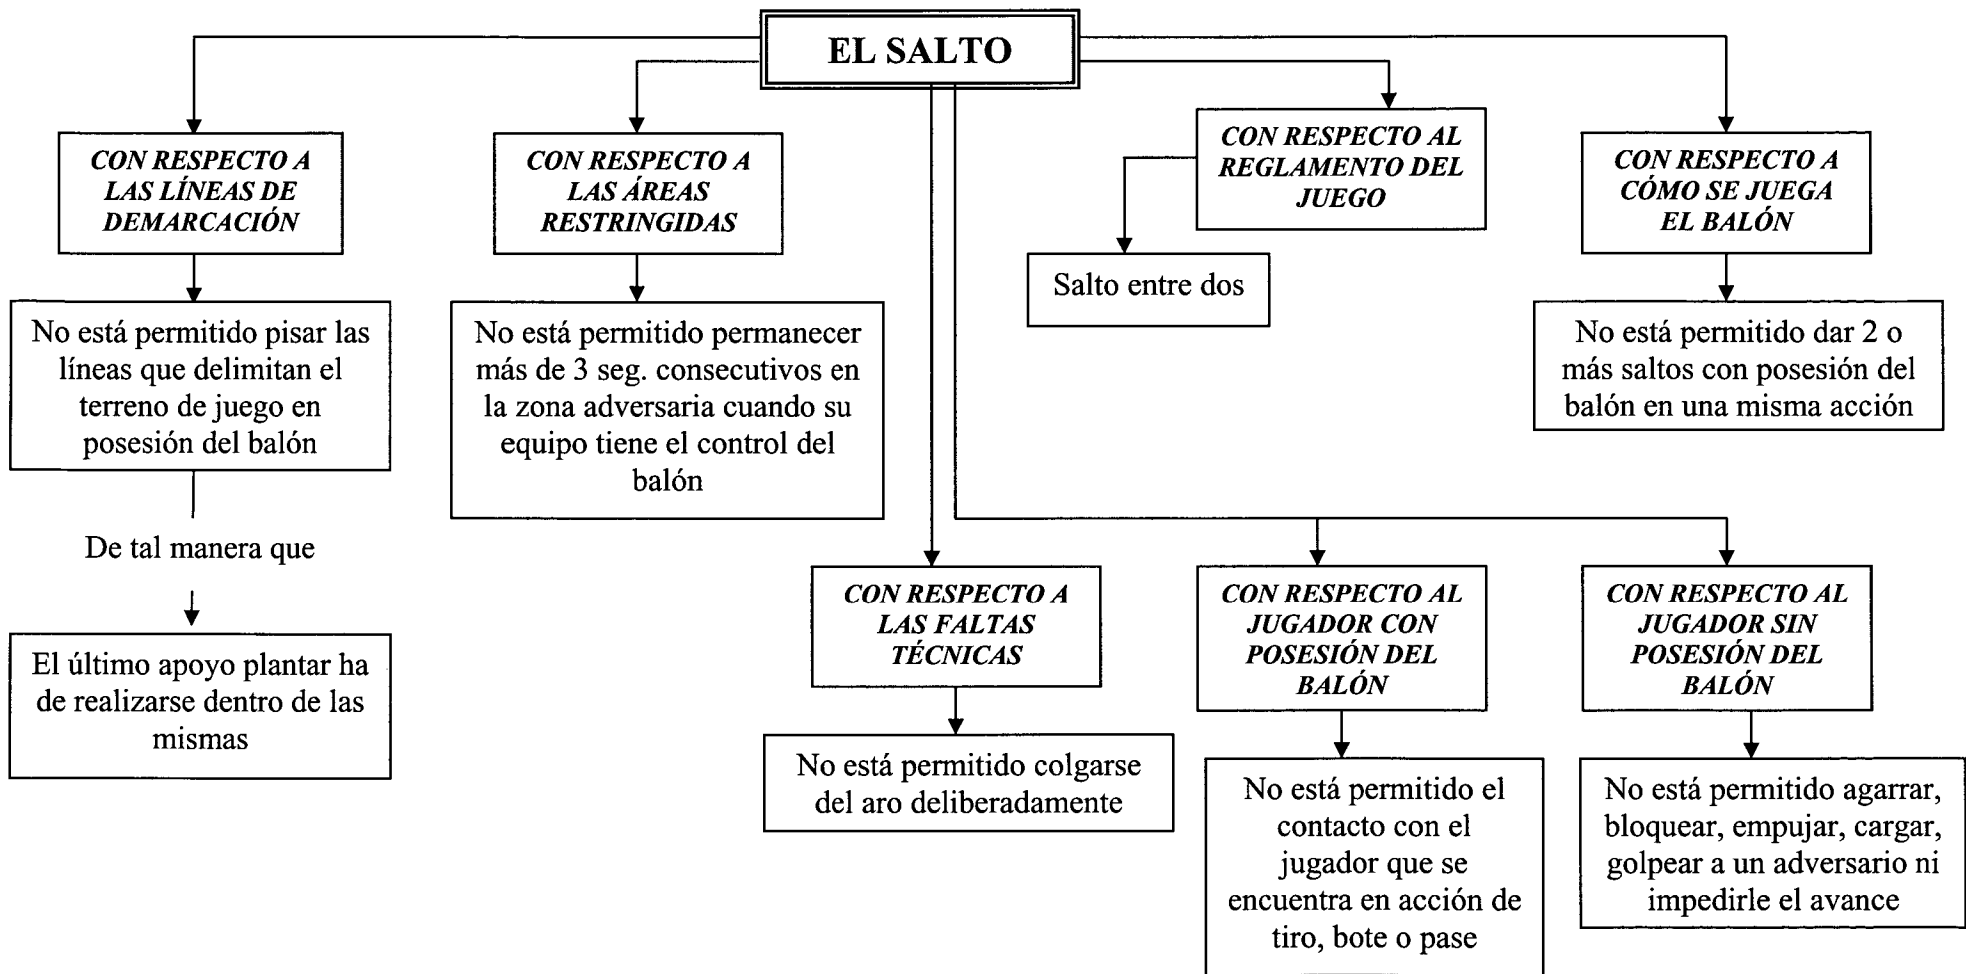 EL SALTO
CON RESPECTO A
LAS LÍNEAS DE
DEMARCACIÓN
No está permitido pisar las
líneas que delimitan el
terreno de juego en
posesión del balón
De tal manera que
El último apoyo plantar ha
de realizarse dentro de las
mismas
CON RESPECTO A
LAS ÁREAS
RESTRINGIDAS
No está permitido permanecer
más de 3 seg. consecutivos en
la zona adversaria cuando su
equipo tiene el control del
balón
CON RESPECTO AL
REGLAMENTO DEL
JUEGO
Salto entre dos
CON RESPECTO A
CÓMO SE JUEGA
EL BALÓN
No está permitido dar 2 o
más saltos con posesión del
balón en una misma acción
CON RESPECTO A
LAS FALTAS
TÉCNICAS
No está permitido colgarse
del aro deliberadamente
CON RESPECTO AL
JUGADOR CON
POSESIÓN DEL
BALÓN
No está permitido el
contacto con el
jugador que se
encuentra en acción de
tiro, bote o pase
CON RESPECTO AL
JUGADOR SIN
POSESIÓN DEL
BALÓN
No está permitido agarrar,
bloquear, empujar, cargar,
golpear a un adversario ni
impedirle el avance